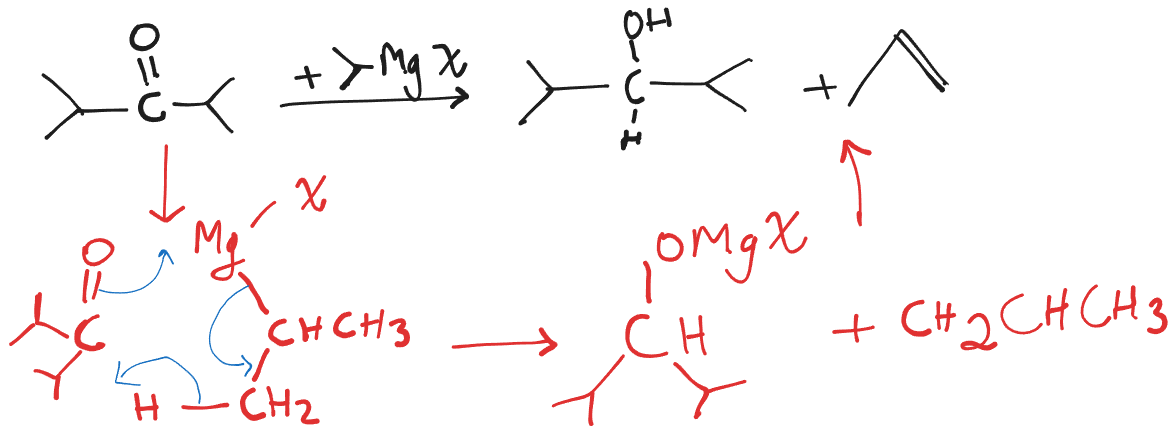 O
C + MgX
OH
C
H
+
X
Mg
O
C
CHCH3
H CH2
OMgX
CH
+ CH2CHCH3